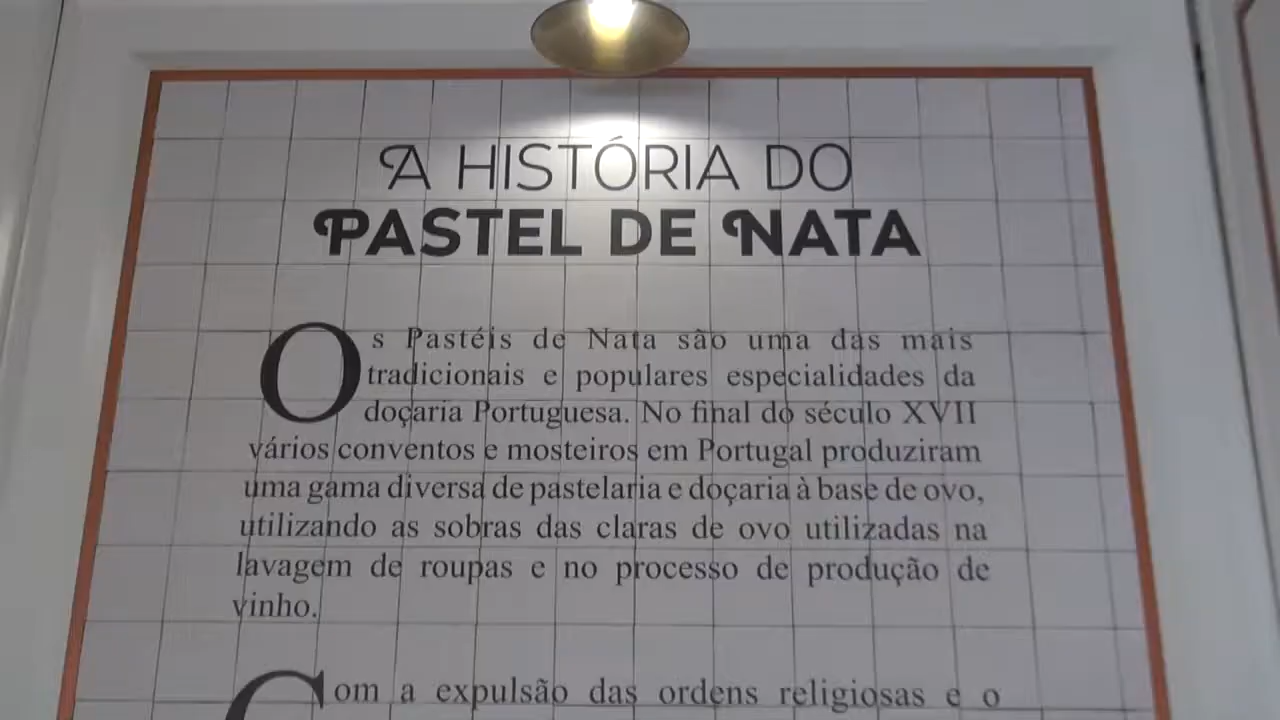 A HISTÓRIA DO
PASTEL DE NATA
Os Pastéis de Nata são uma das mais
tradicionais e populares especialidades da
doçaria Portuguesa. No final do século XVII
vários conventos e mosteiros em Portugal produziram
uma gama diversa de pastelaria e doçaria à base de ovo,
utilizando as sobras das claras de ovo utilizadas na
lavagem de roupas e no processo de produção de
vinho.
Com a expulsão das ordens religiosas e o